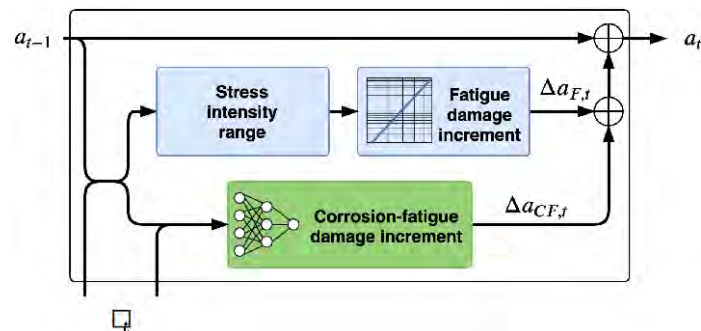 a_{t-1}
a_t
Stress
intensity
range
Fatigue
damage
increment
Δa_{F,t}
Corrosion-fatigue
damage increment
Δa_{CF,t}
t